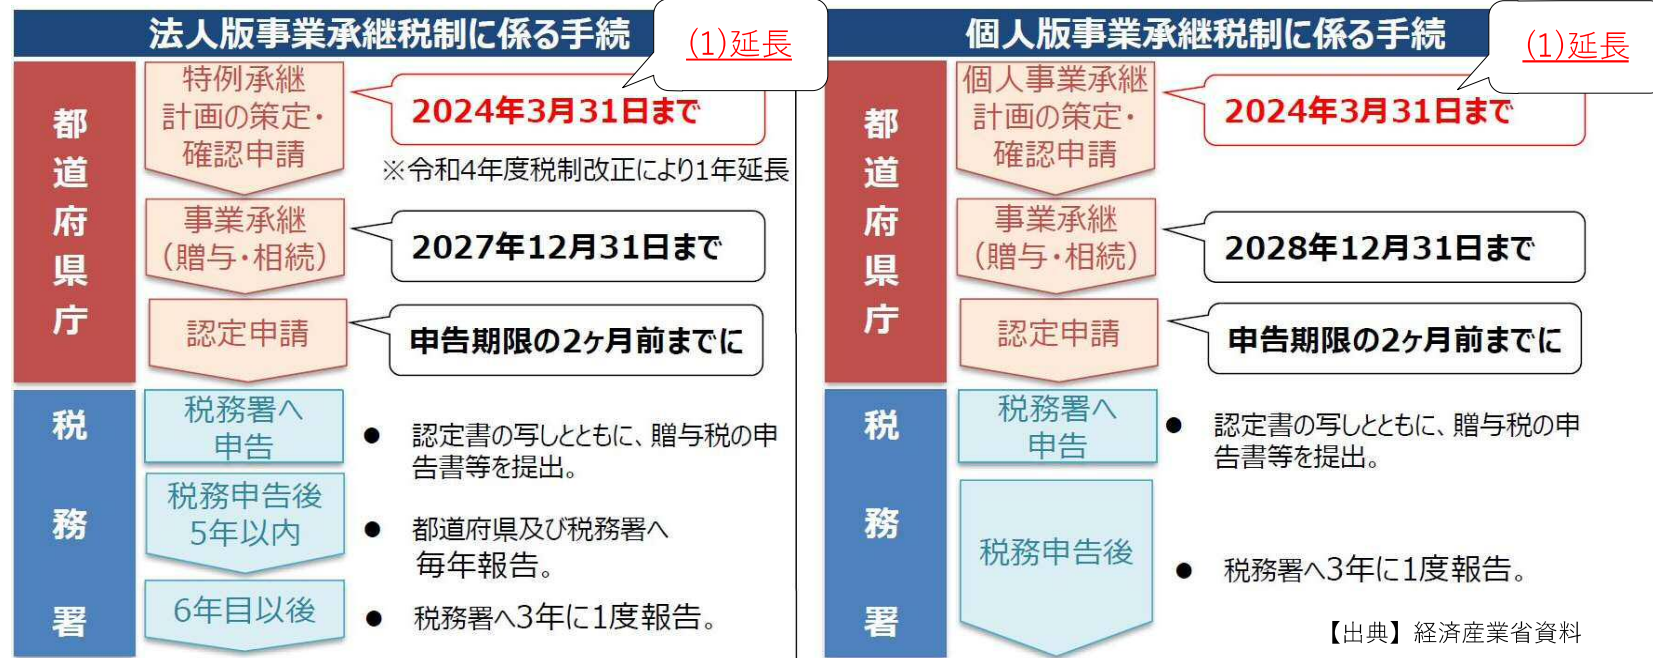 法人版事業承継税制に係る手続
(1)延長
都道府県庁
特例承継
計画の策定・
確認申請
2024年3月31日まで
※令和4年度税制改正により1年延長
事業承継
(贈与・相続)
2027年12月31日まで
認定申請
申告期限の2ヶ月前までに
税務署
税務署へ
申告
● 認定書の写しとともに、贈与税の申
告書等を提出。
税務申告後
5年以内
● 都道府県及び税務署へ
毎年報告。
6年目以後
● 税務署へ3年に1度報告。
個人版事業承継税制に係る手続
(1)延長
都道府県庁
個人事業承継
計画の策定・
確認申請
2024年3月31日まで
事業承継
(贈与・相続)
2028年12月31日まで
認定申請
申告期限の2ヶ月前までに
税務署
税務署へ
申告
● 認定書の写しとともに、贈与税の申
告書等を提出。
税務申告後
● 税務署へ3年に1度報告。
【出典】経済産業省資料